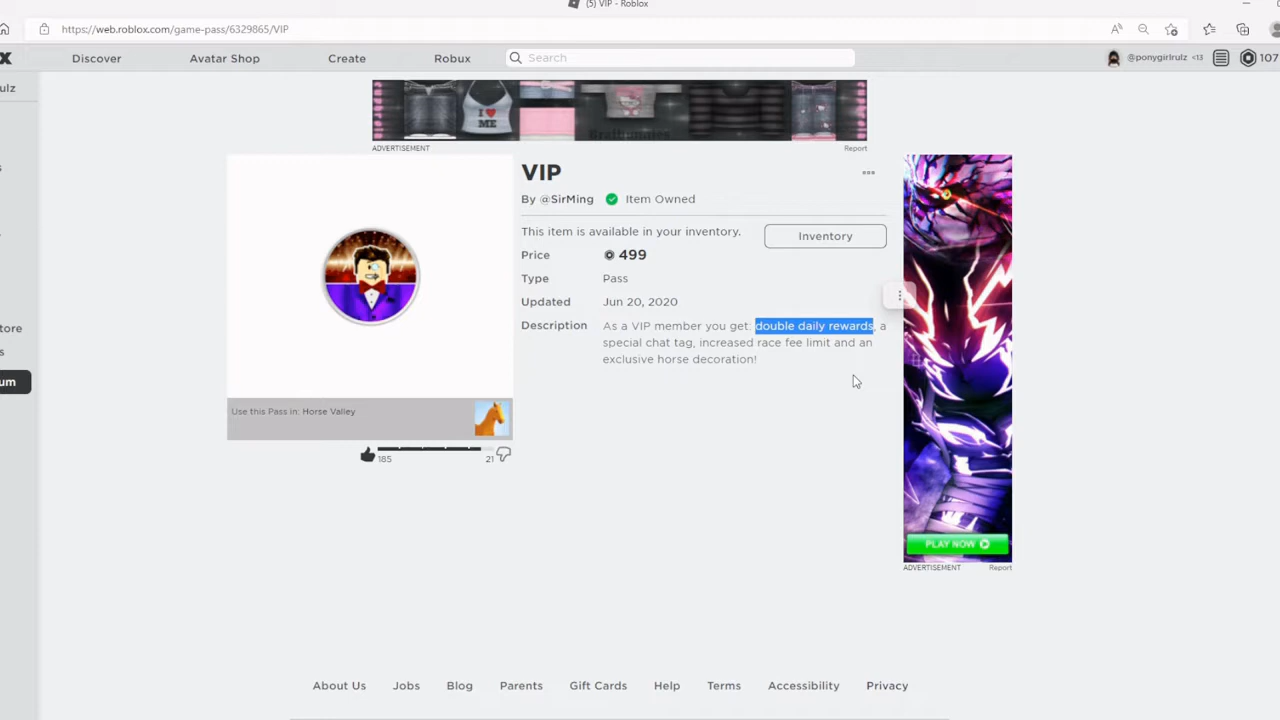 (5) VIP - Roblox
https://web.roblox.com/game-pass/6329865/VIP
Discover
Avatar Shop
Create
Robux
Search
@ponygirlrulz <13
107
I ❤ ME
ADVERTISEMENT
Report
VIP
By @SirMing
Item Owned
This item is available in your inventory.
Inventory
Price
499
Type
Pass
Updated
Jun 20, 2020
Description
As a VIP member you get: double daily rewards, a
special chat tag, increased race fee limit and an
exclusive horse decoration!
Use this Pass in: Horse Valley
185
21
PLAY NOW
ADVERTISEMENT
Report
About Us
Jobs
Blog
Parents
Gift Cards
Help
Terms
Accessibility
Privacy